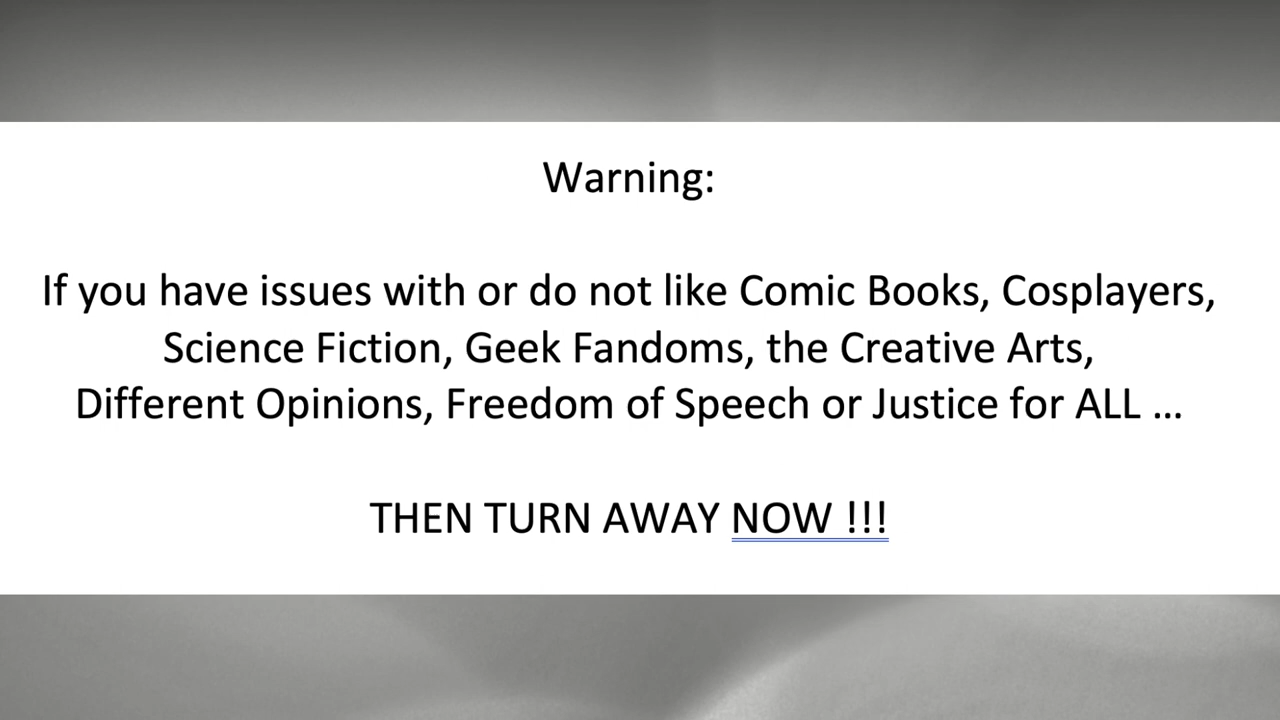 Warning:
If you have issues with or do not like Comic Books, Cosplayers,
Science Fiction, Geek Fandoms, the Creative Arts,
Different Opinions, Freedom of Speech or Justice for ALL ...
THEN TURN AWAY NOW !!!